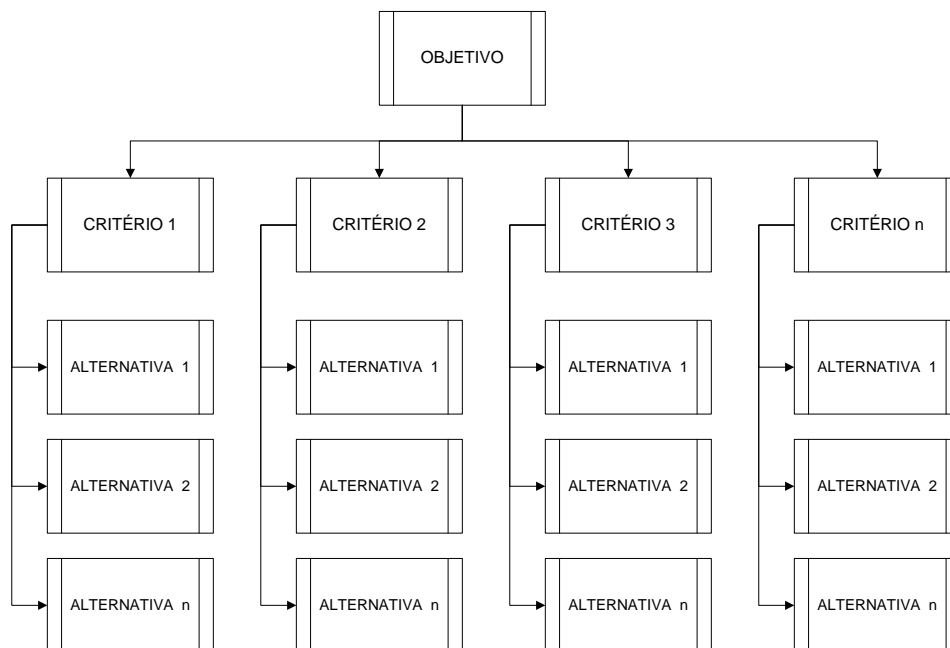 OBJETIVO
CRITÉRIO 1
CRITÉRIO 2
CRITÉRIO 3
CRITÉRIO n
ALTERNATIVA 1
ALTERNATIVA 1
ALTERNATIVA 1
ALTERNATIVA 1
ALTERNATIVA 2
ALTERNATIVA 2
ALTERNATIVA 2
ALTERNATIVA 2
ALTERNATIVA n
ALTERNATIVA n
ALTERNATIVA n
ALTERNATIVA n